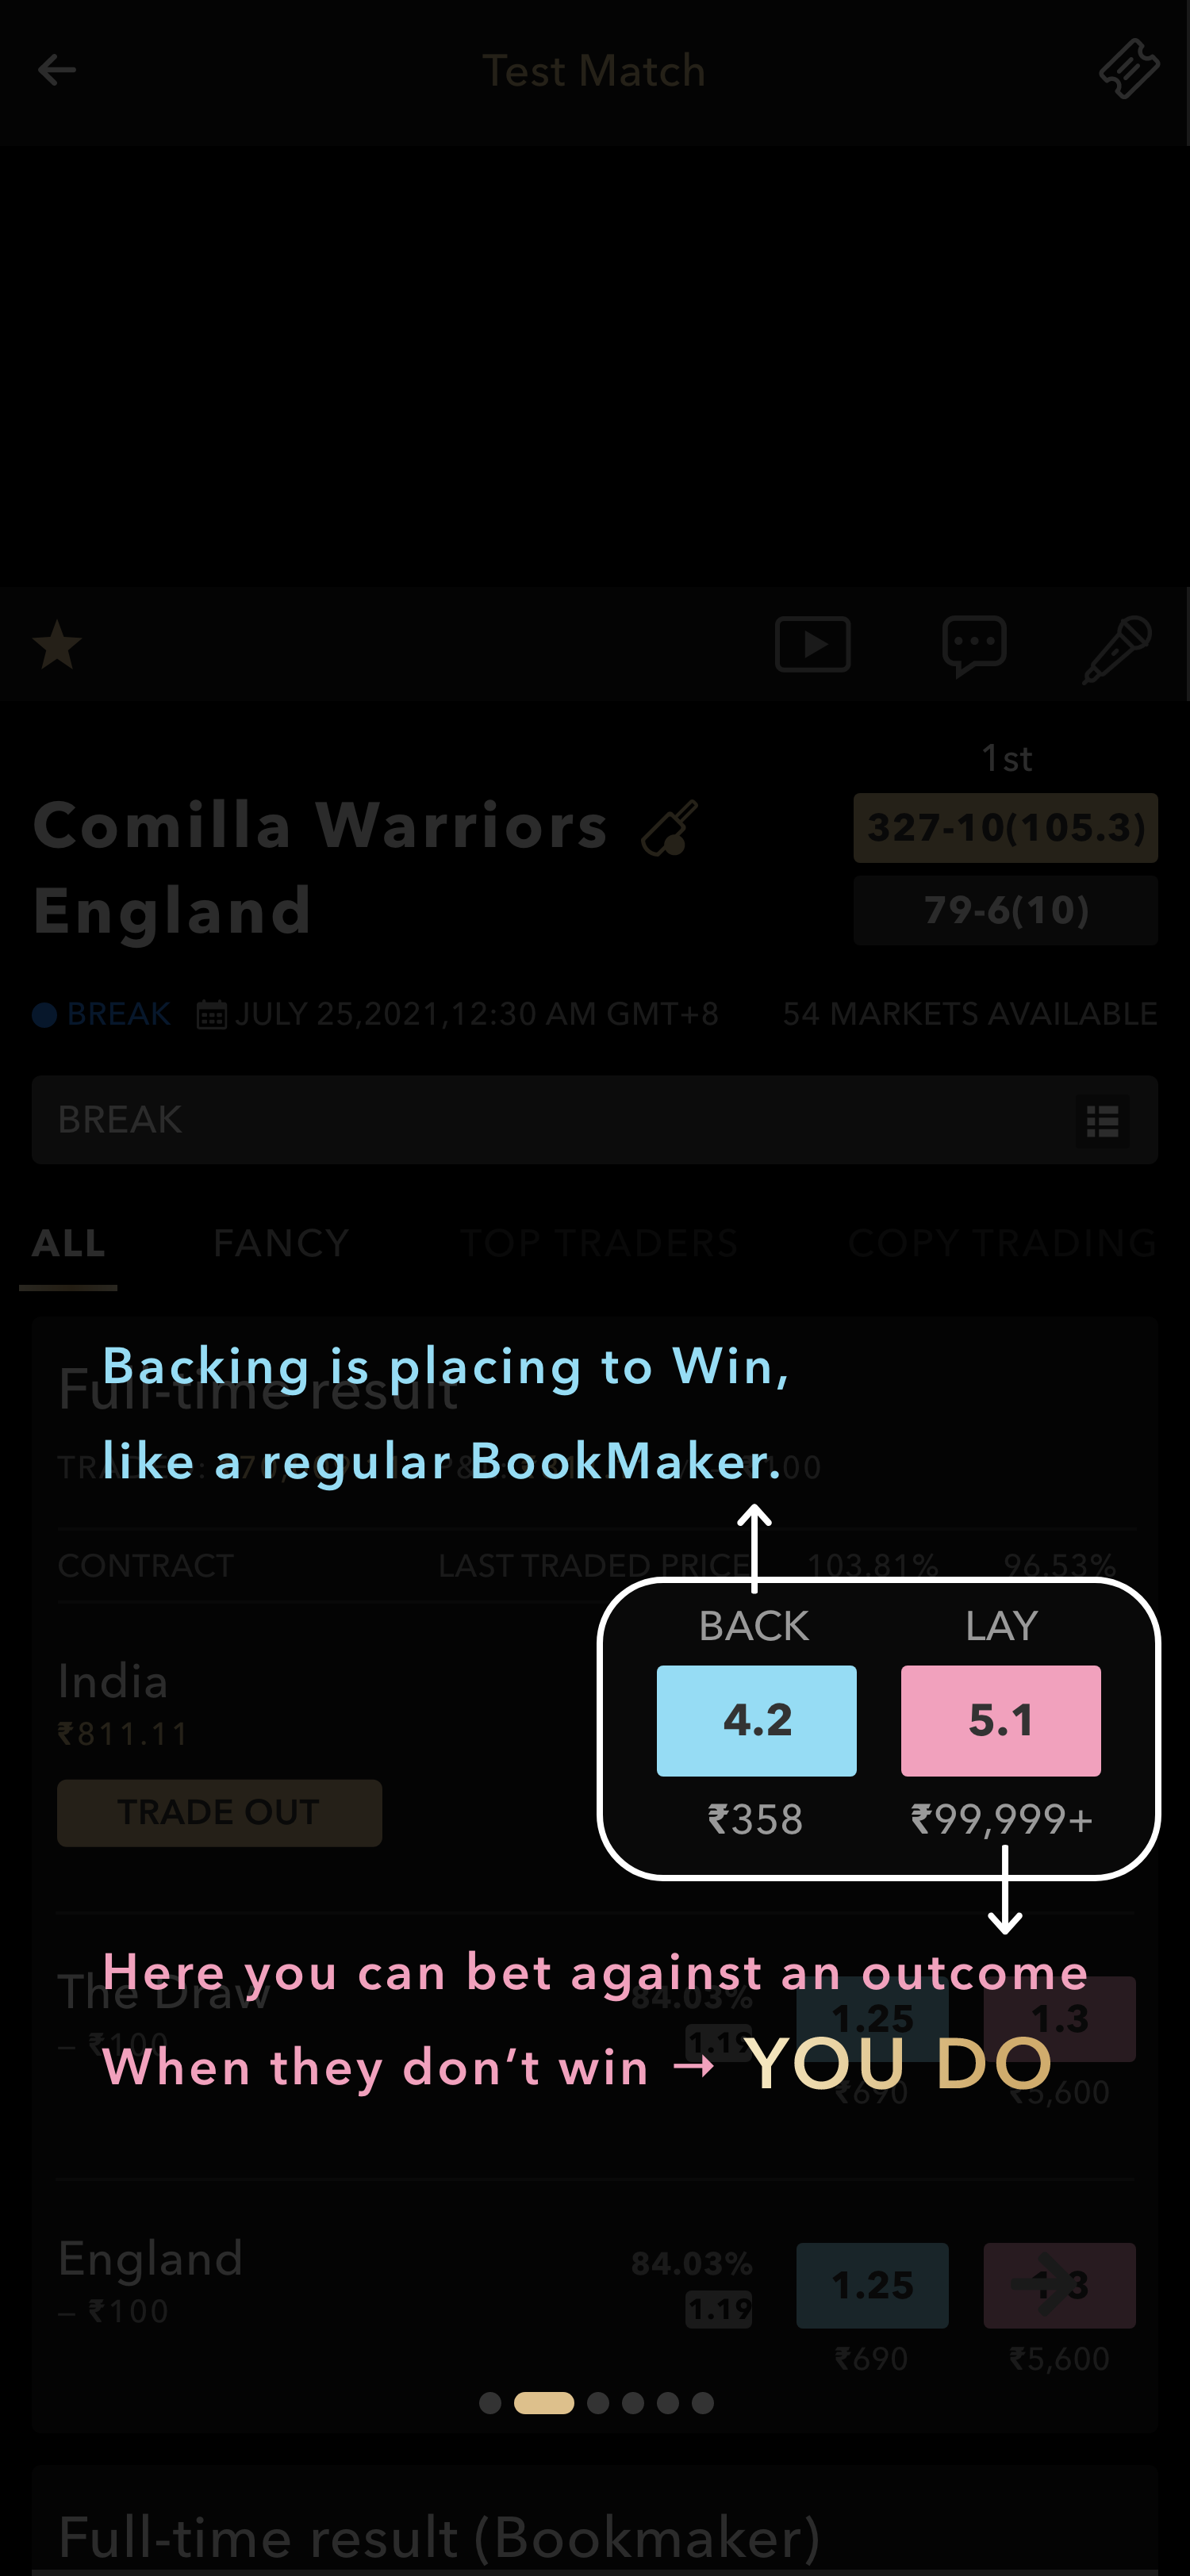 Test Match
1st
Comilla Warriors
327-10(105.3)
England
79-6(10)
BREAK JULY 25,2021,12:30 AM GMT+8 54 MARKETS AVAILABLE
BREAK
ALL FANCY TOP TRADERS COPY TRADING
Backing is placing to Win,
Full-time result
like a regular BookMaker.
CONTRACT LAST TRADED PRICE 103.81% 96.53%
BACK LAY
India
4.2 5.1
₹811.11
TRADE OUT
₹358 ₹99,999+
Here you can bet against an outcome
The Draw 84.03% 1.25 1.3
– ₹100 1.19
When they don’t win → YOU DO
₹690 ₹5,600
England 84.03% 1.25
– ₹100 1.19
₹690 ₹5,600
Full-time result (Bookmaker)